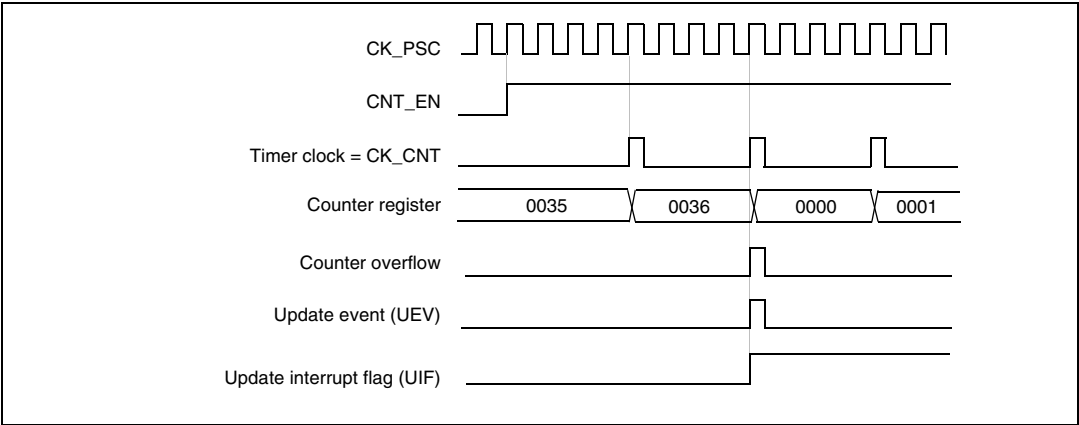 CK_PSC
CNT_EN
Timer clock = CK_CNT
Counter register 0035 0036 0000 0001
Counter overflow
Update event (UEV)
Update interrupt flag (UIF)